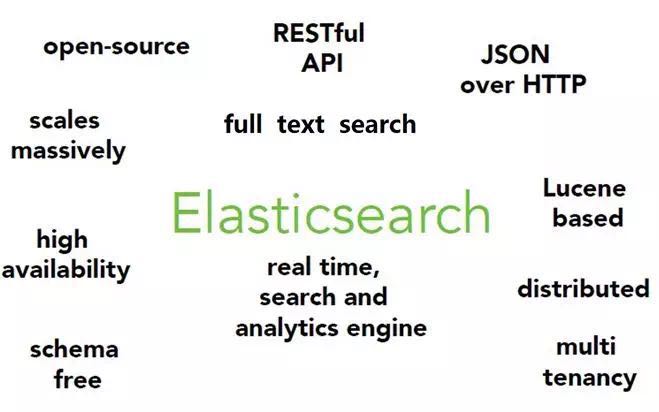 open-source
RESTful
API
JSON
over HTTP
scales
massively
full text search
Elasticsearch
Lucene
based
high
availability
real time,
search and
analytics engine
distributed
schema
free
multi
tenancy